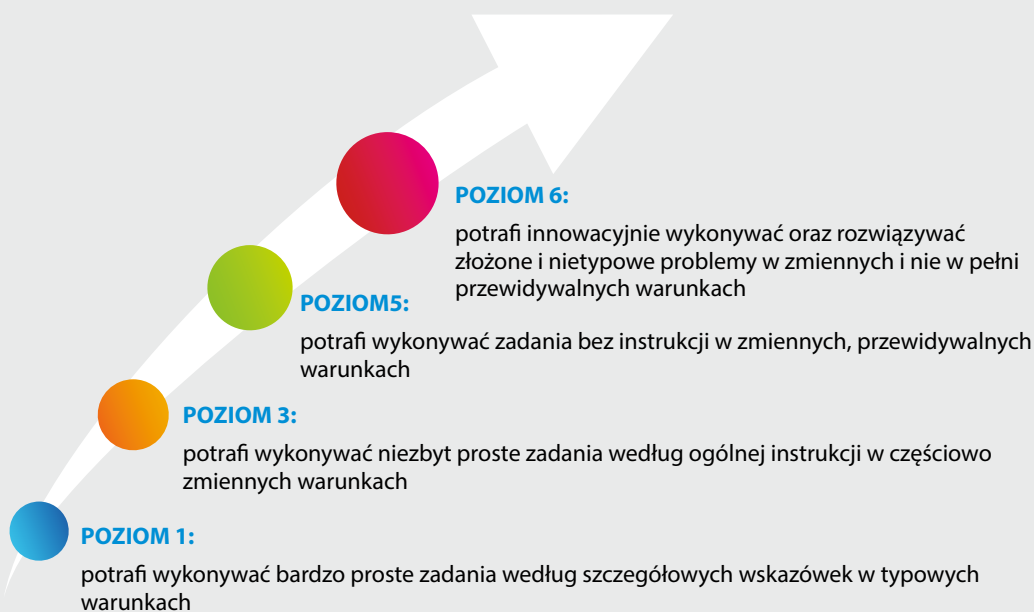 POZIOM 6:
potrafi innowacyjnie wykonywać oraz rozwiązywać
złożone i nietypowe problemy w zmiennych i nie w pełni
przewidywalnych warunkach
POZIOM5:
potrafi wykonywać zadania bez instrukcji w zmiennych, przewidywalnych
warunkach
POZIOM 3:
potrafi wykonywać niezbyt proste zadania według ogólnej instrukcji w częściowo
zmiennych warunkach
POZIOM 1:
potrafi wykonywać bardzo proste zadania według szczegółowych wskazówek w typowych
warunkach